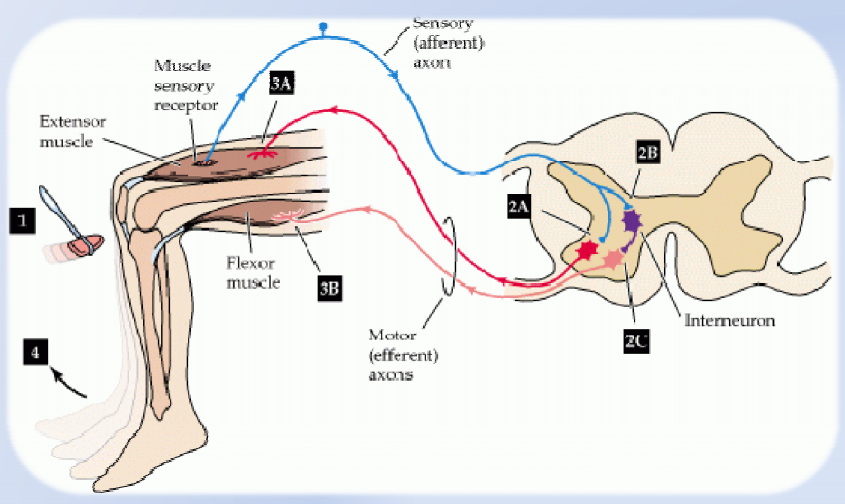 Sensory
(afferent)
axon
Muscle
sensory
receptor
3A
Extensor
muscle
2B
2A
1
Flexor
muscle
3B
Interneuron
2C
Motor
(efferent)
axons
4